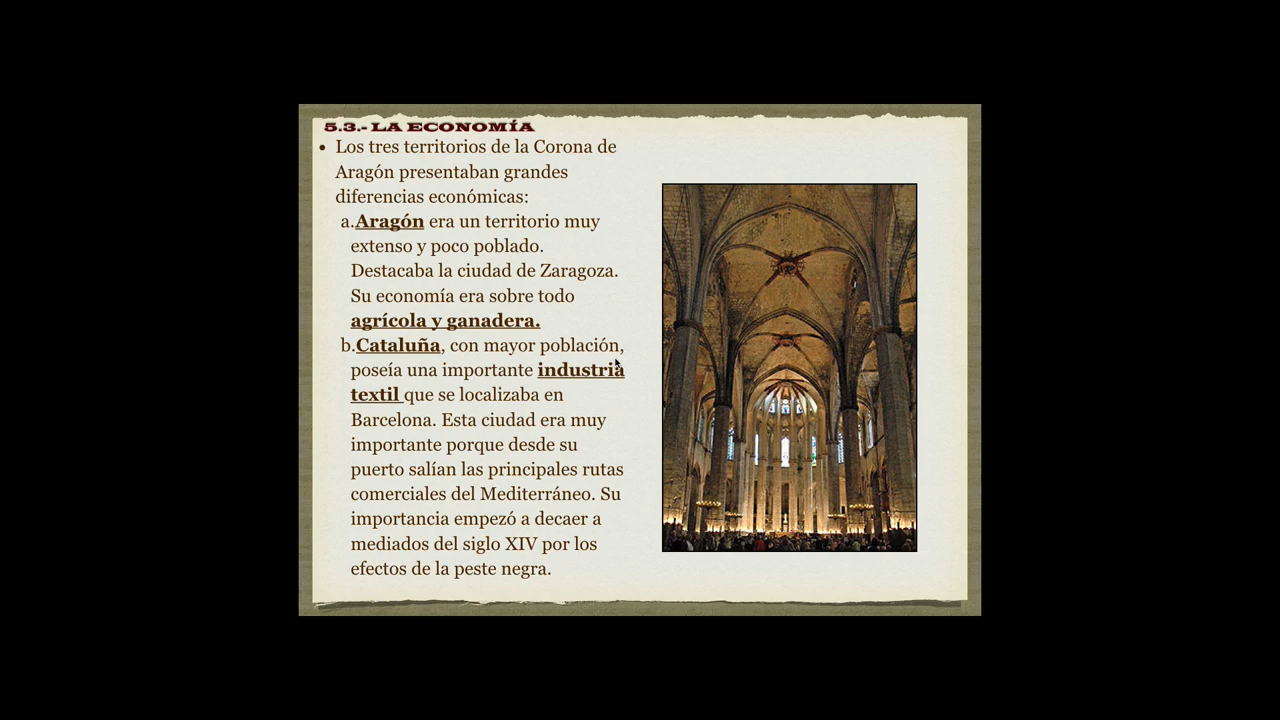 5.3.- LA ECONOMÍA
• Los tres territorios de la Corona de
Aragón presentaban grandes
diferencias económicas:
a.Aragón era un territorio muy
extenso y poco poblado.
Destacaba la ciudad de Zaragoza.
Su economía era sobre todo
agrícola y ganadera.
b.Cataluña, con mayor población,
poseía una importante industria
textil que se localizaba en
Barcelona. Esta ciudad era muy
importante porque desde su
puerto salían las principales rutas
comerciales del Mediterráneo. Su
importancia empezó a decaer a
mediados del siglo XIV por los
efectos de la peste negra.